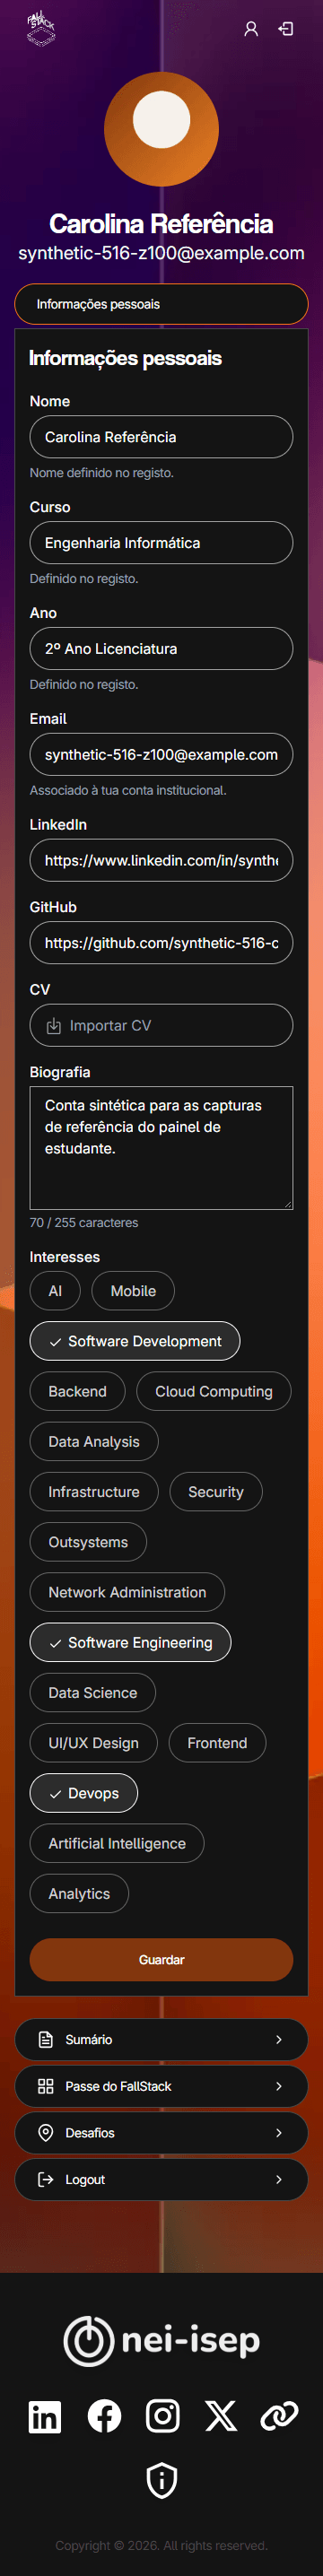 FALL
STACK
Carolina Referência
synthetic-516-z100@example.com
Informações pessoais
Informações pessoais
Nome
Carolina Referência
Nome definido no registo.
Curso
Engenharia Informática
Definido no registo.
Ano
2º Ano Licenciatura
Definido no registo.
Email
synthetic-516-z100@example.com
Associado à tua conta institucional.
LinkedIn
https://www.linkedin.com/in/synthe
GitHub
https://github.com/synthetic-516-c
CV
Importar CV
Biografia
Conta sintética para as capturas
de referência do painel de
estudante.
70 / 255 caracteres
Interesses
AI Mobile
Software Development
Backend Cloud Computing
Data Analysis
Infrastructure Security
Outsystems
Network Administration
Software Engineering
Data Science
UI/UX Design Frontend
Devops
Artificial Intelligence
Analytics
Guardar
Sumário
Passe do FallStack
Desafios
Logout
nei-isep
Copyright © 2026. All rights reserved.